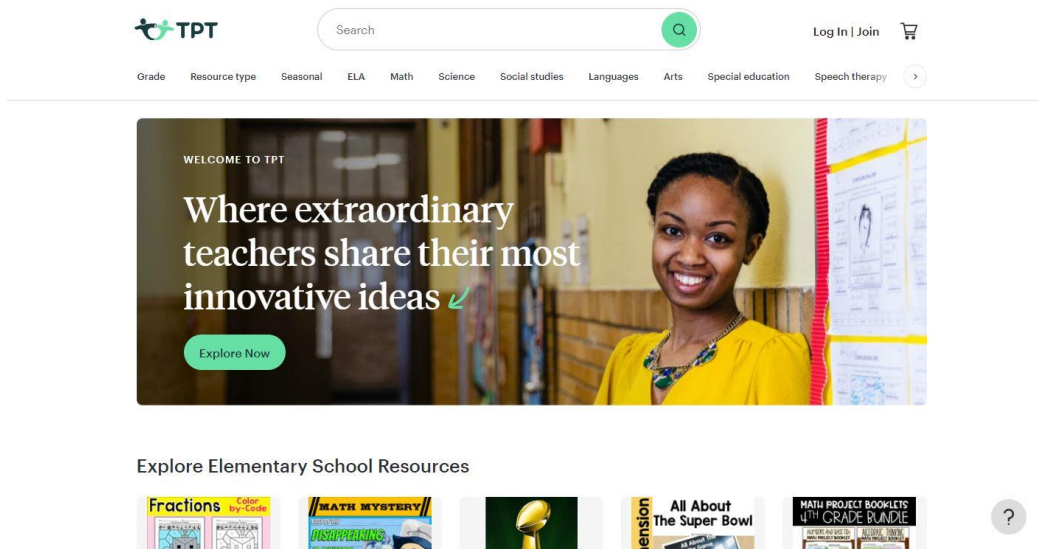 TPT
Search
Log In | Join
Grade Resource type Seasonal ELA Math Science Social studies Languages Arts Special education Speech therapy
WELCOME TO TPT
Where extraordinary
teachers share their most
innovative ideas
Explore Now
Explore Elementary School Resources
Fractions Color
by-Code
MATH MYSTERY
DISAPPEARING
All About
The Super Bowl
MATH PROJECT BOOKLETS
4TH GRADE BUNDLE
?